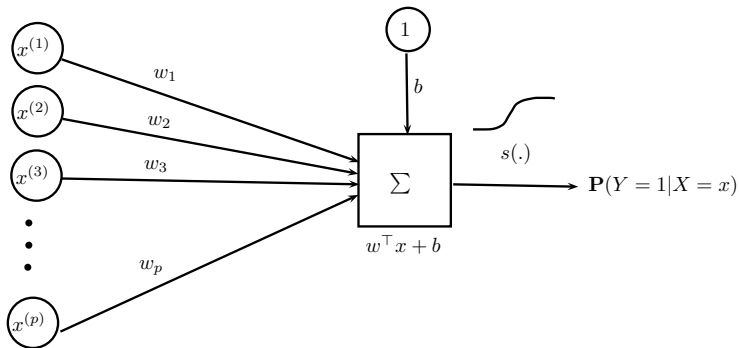 1
x^{(1)}
w_1
x^{(2)}
w_2
b
s(.)
x^{(3)}
w_3
∑
P(Y = 1|X = x)
w^⊤x + b
w_p
x^{(p)}